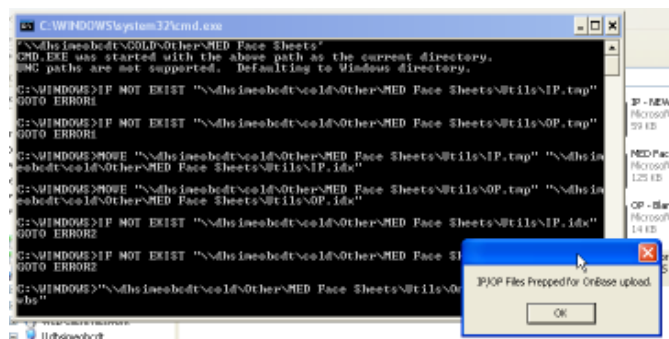 C:\WINDOWS\system32\cmd.exe
'\\dhsimeobcdt\COLD\Other\MED Face Sheets'
CMD.EXE was started with the above path as the current directory.
UNC paths are not supported.  Defaulting to Windows directory.
C:\WINDOWS>IF NOT EXIST "\\dhsimeobcdt\cold\Other\MED Face Sheets\Utils\IP.tmp"
GOTO ERROR1
C:\WINDOWS>IF NOT EXIST "\\dhsimeobcdt\cold\Other\MED Face Sheets\Utils\OP.tmp"
GOTO ERROR1
C:\WINDOWS>MOVE "\\dhsimeobcdt\cold\Other\MED Face Sheets\Utils\IP.tmp" "\\dhsim
eobcdt\cold\Other\MED Face Sheets\Utils\IP.idx"
C:\WINDOWS>MOVE "\\dhsimeobcdt\cold\Other\MED Face Sheets\Utils\OP.tmp" "\\dhsim
eobcdt\cold\Other\MED Face Sheets\Utils\OP.idx"
C:\WINDOWS>IF NOT EXIST "\\dhsimeobcdt\cold\Other\MED Face Sheets\Utils\IP.idx"
GOTO ERROR2
C:\WINDOWS>IF NOT EXIST "\\dhsimeobcdt\cold\Other\MED Face
GOTO ERROR2
C:\WINDOWS>"\\dhsimeobcdt\cold\Other\MED Face Sheets\Utils\
vbs"
IP - NEW
Microsoft
59 KB
MED Fac
Microsoft
125 KB
OP - Blan
Microsoft
14 KB
IP/OP Files Prepped for OnBase upload.
OK